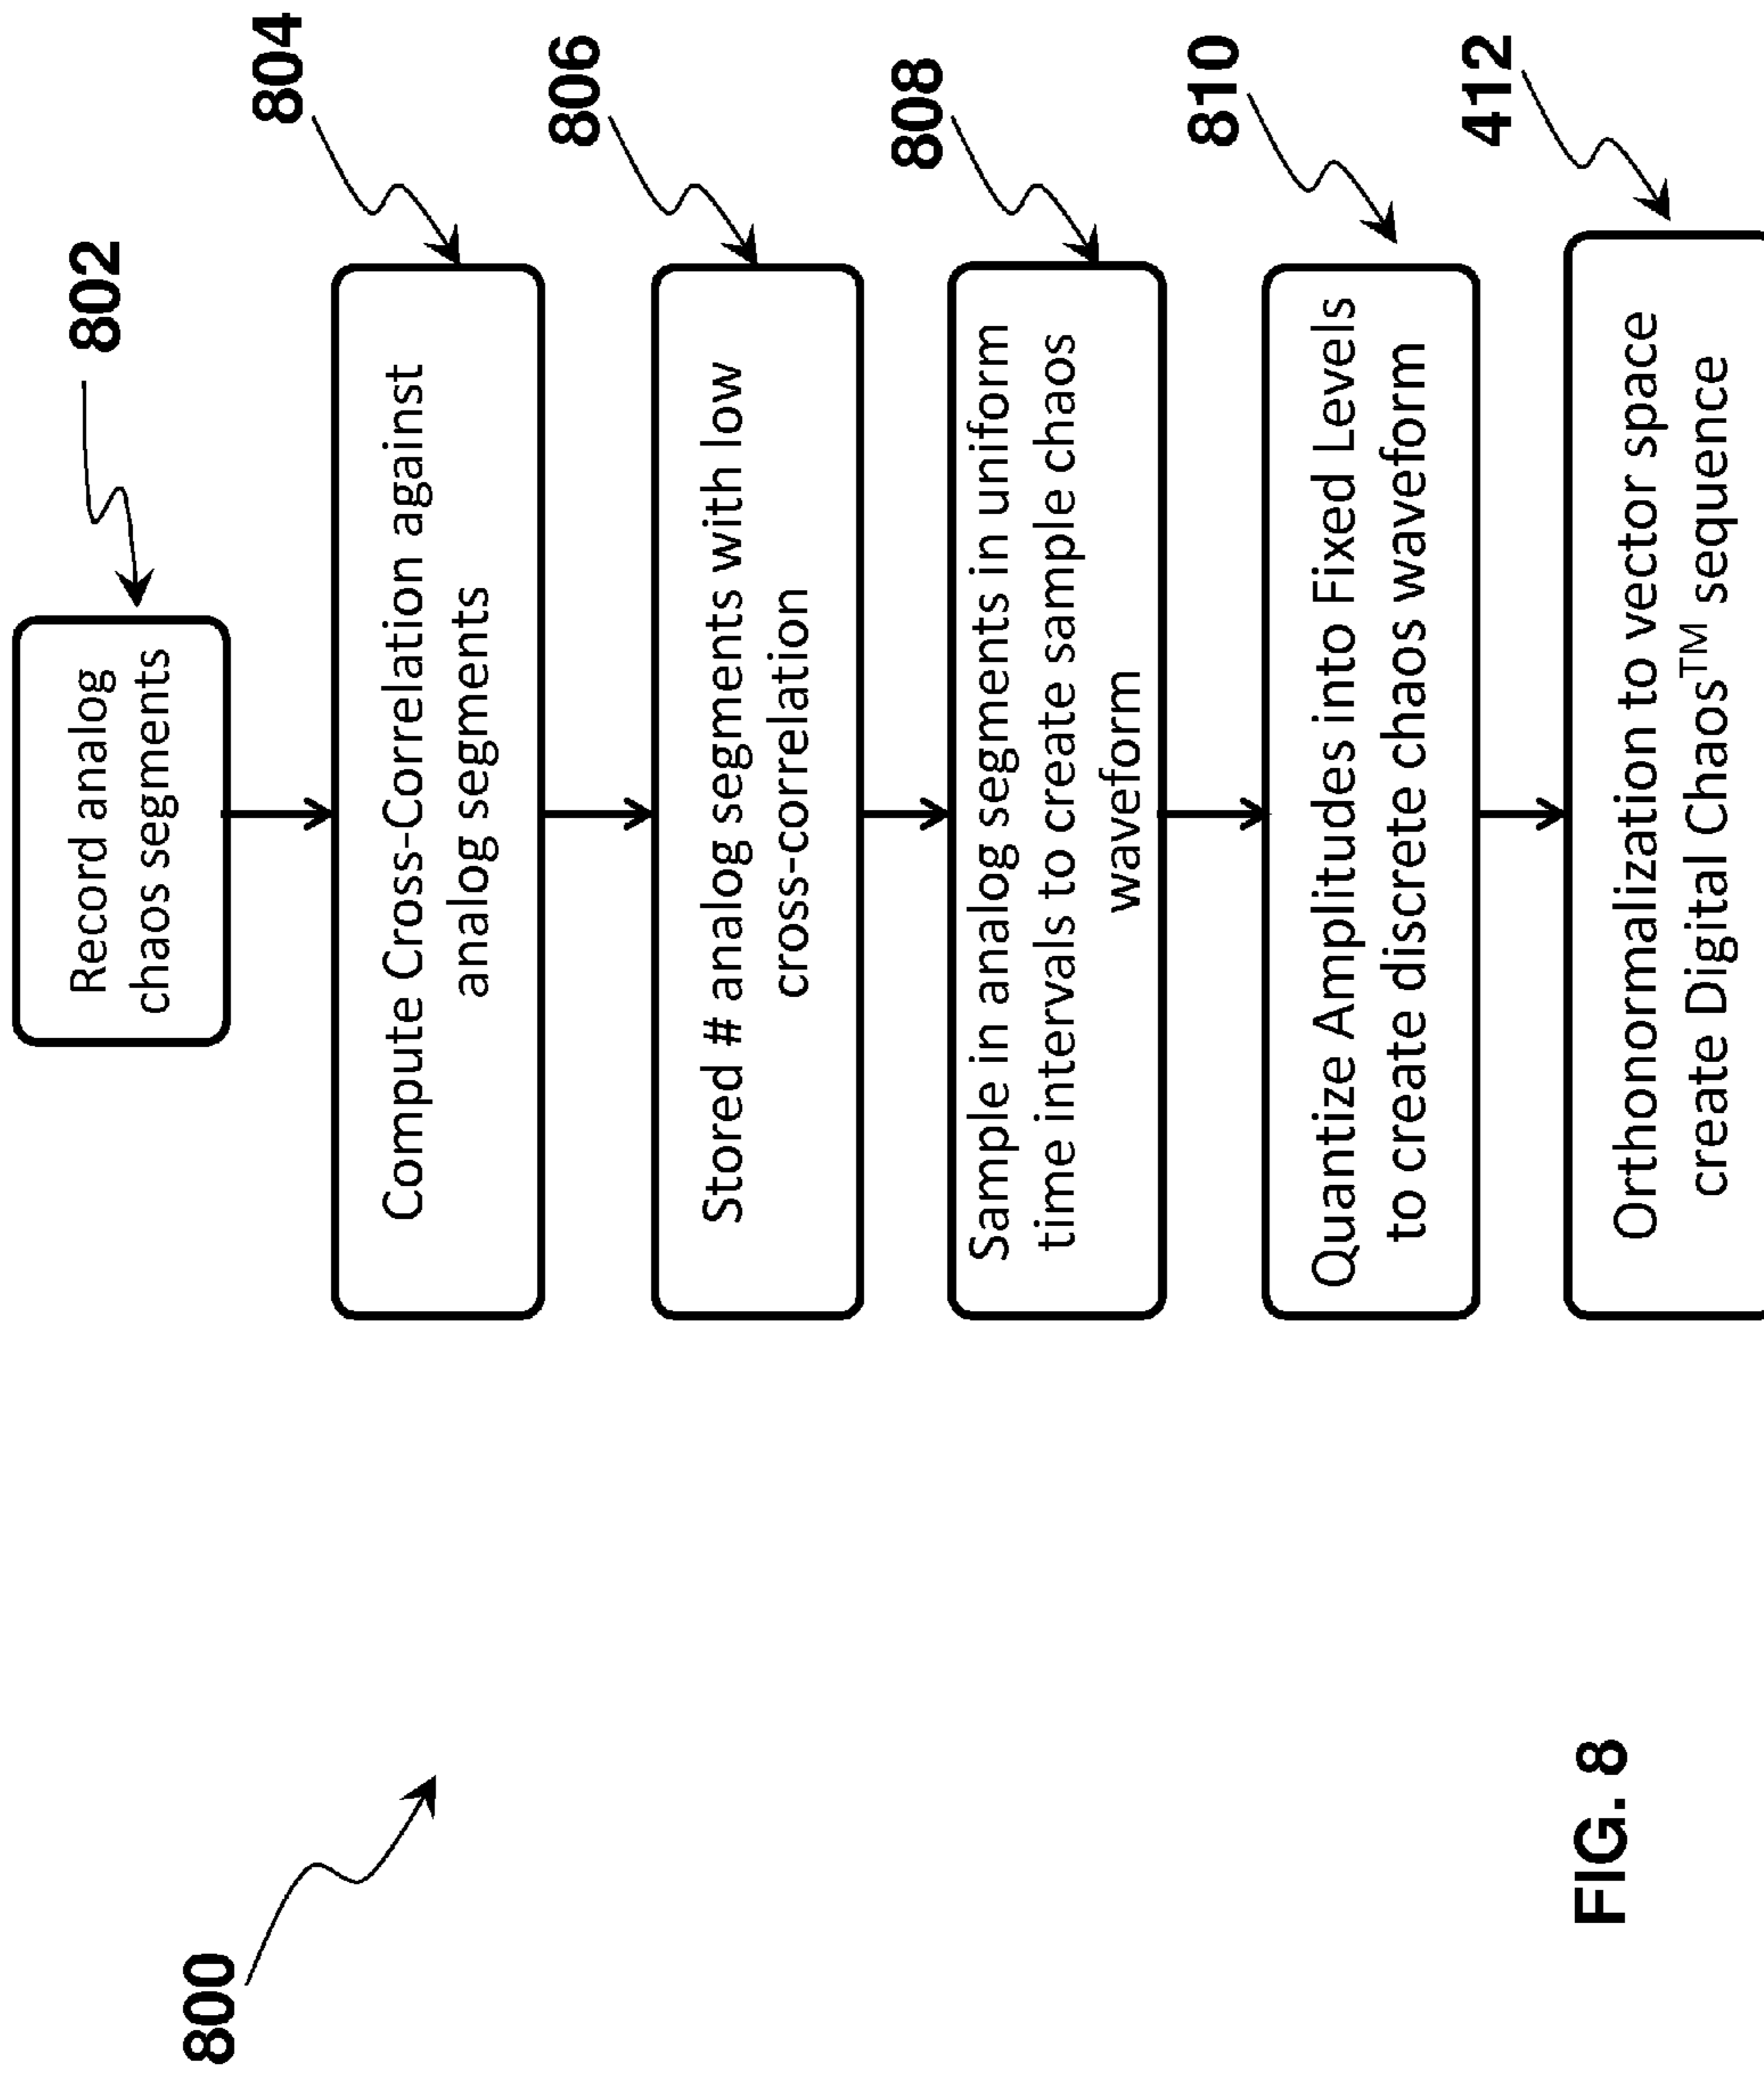 800
802
Record analog
chaos segments
804
Compute Cross-Correlation against
analog segments
806
Stored # analog segments with low
cross-correlation
808
Sample in analog segments in uniform
time intervals to create sample chaos
waveform
810
Quantize Amplitudes into Fixed Levels
to create discrete chaos waveform
412
Orthonormalization to vector space
create Digital Chaos™ sequence
FIG. 8